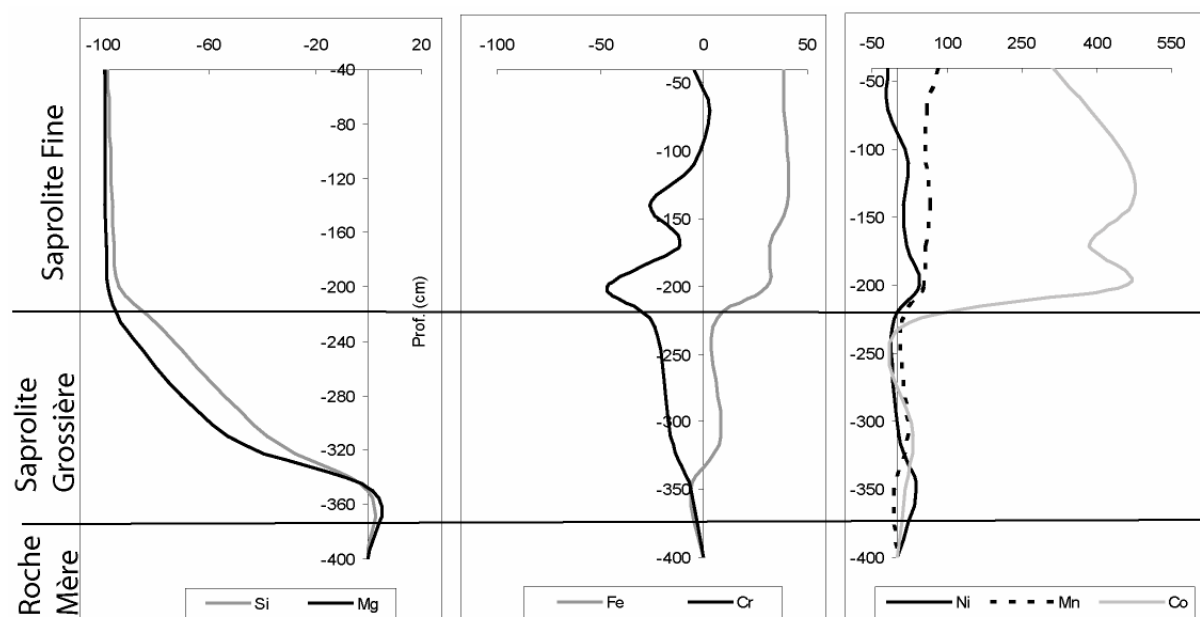 -100 -60 -20 20
-40
-80
-120
-160
-200
-240
-280
-320
-360
-400
Si Mg
-100 -50 0 50
-50
-100
-150
-200
-250
-300
-350
-400
Prof. (cm)
Fe Cr
-50 100 250 400 550
-50
-100
-150
-200
-250
-300
-350
-400
Ni Mn Co
Saprolite Fine
Saprolite
Grossière
Roche
Mère